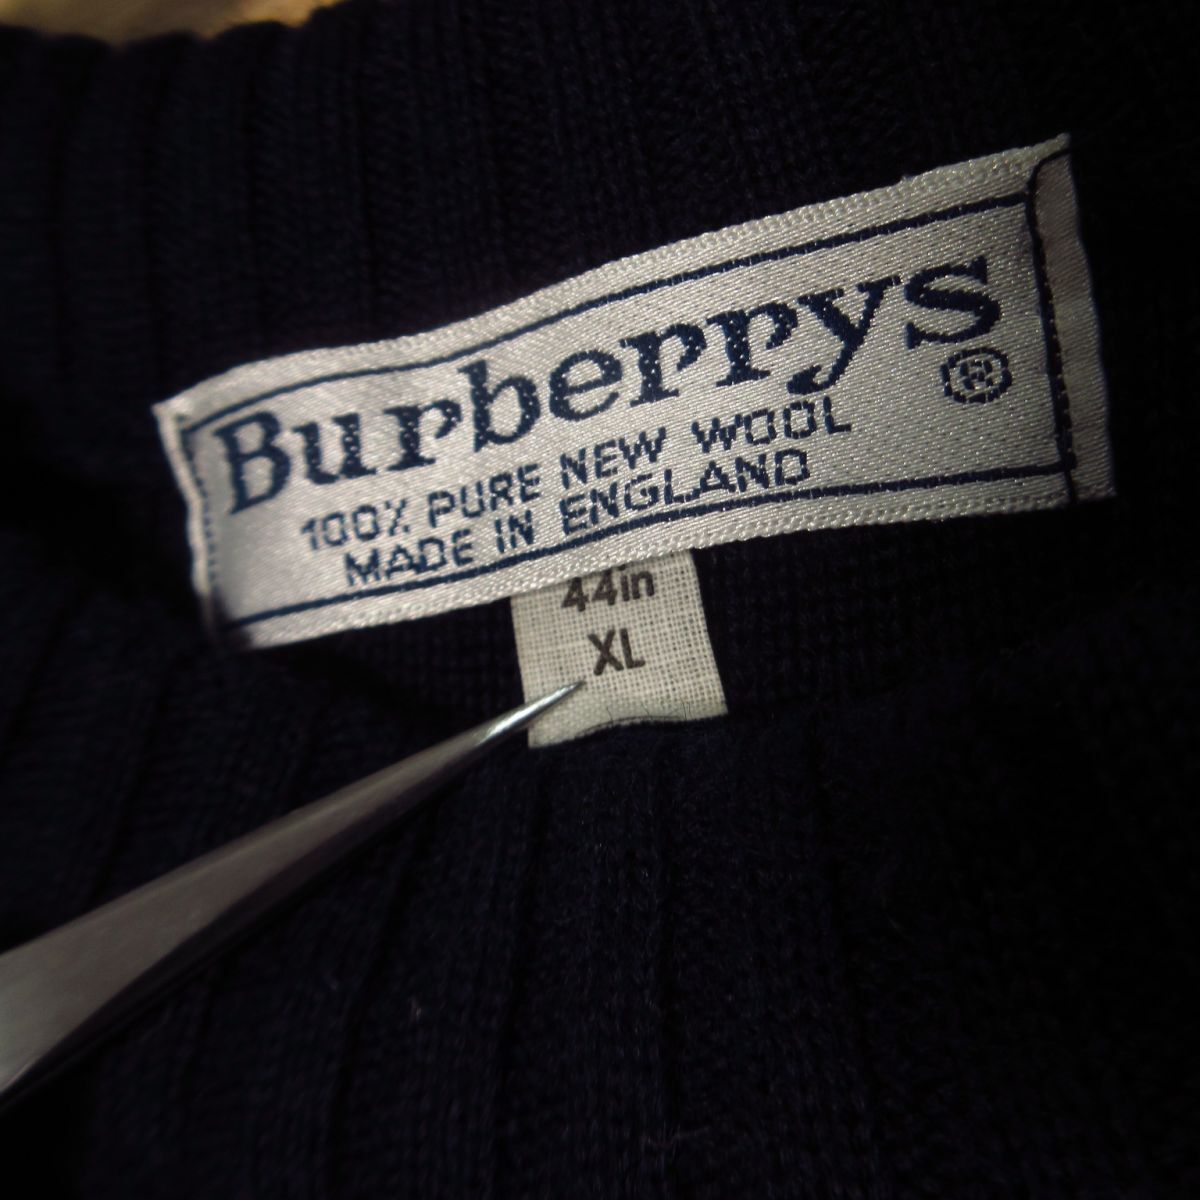 Burberrys
®
100% PURE NEW WOOL
MADE IN ENGLAND
44in
XL